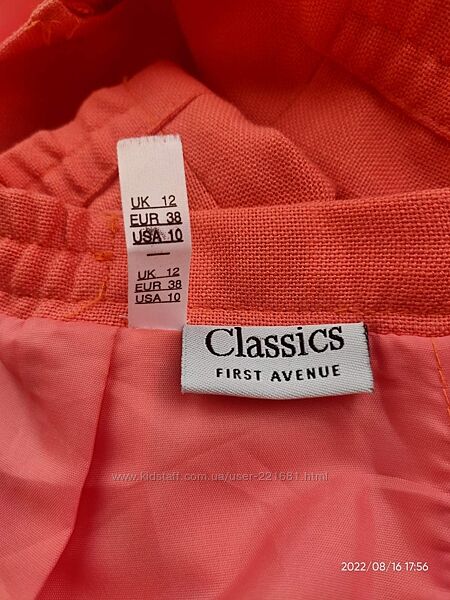 UK 12
EUR 38
USA 10
UK 12
EUR 38
USA 10
Classics
FIRST AVENUE
www.kidstaff.com.ua/user-221681.html
2022/08/16 17:56